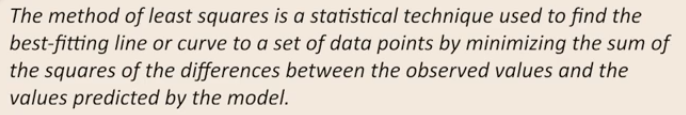 The method of least squares is a statistical technique used to find the
best-fitting line or curve to a set of data points by minimizing the sum of
the squares of the differences between the observed values and the
values predicted by the model.